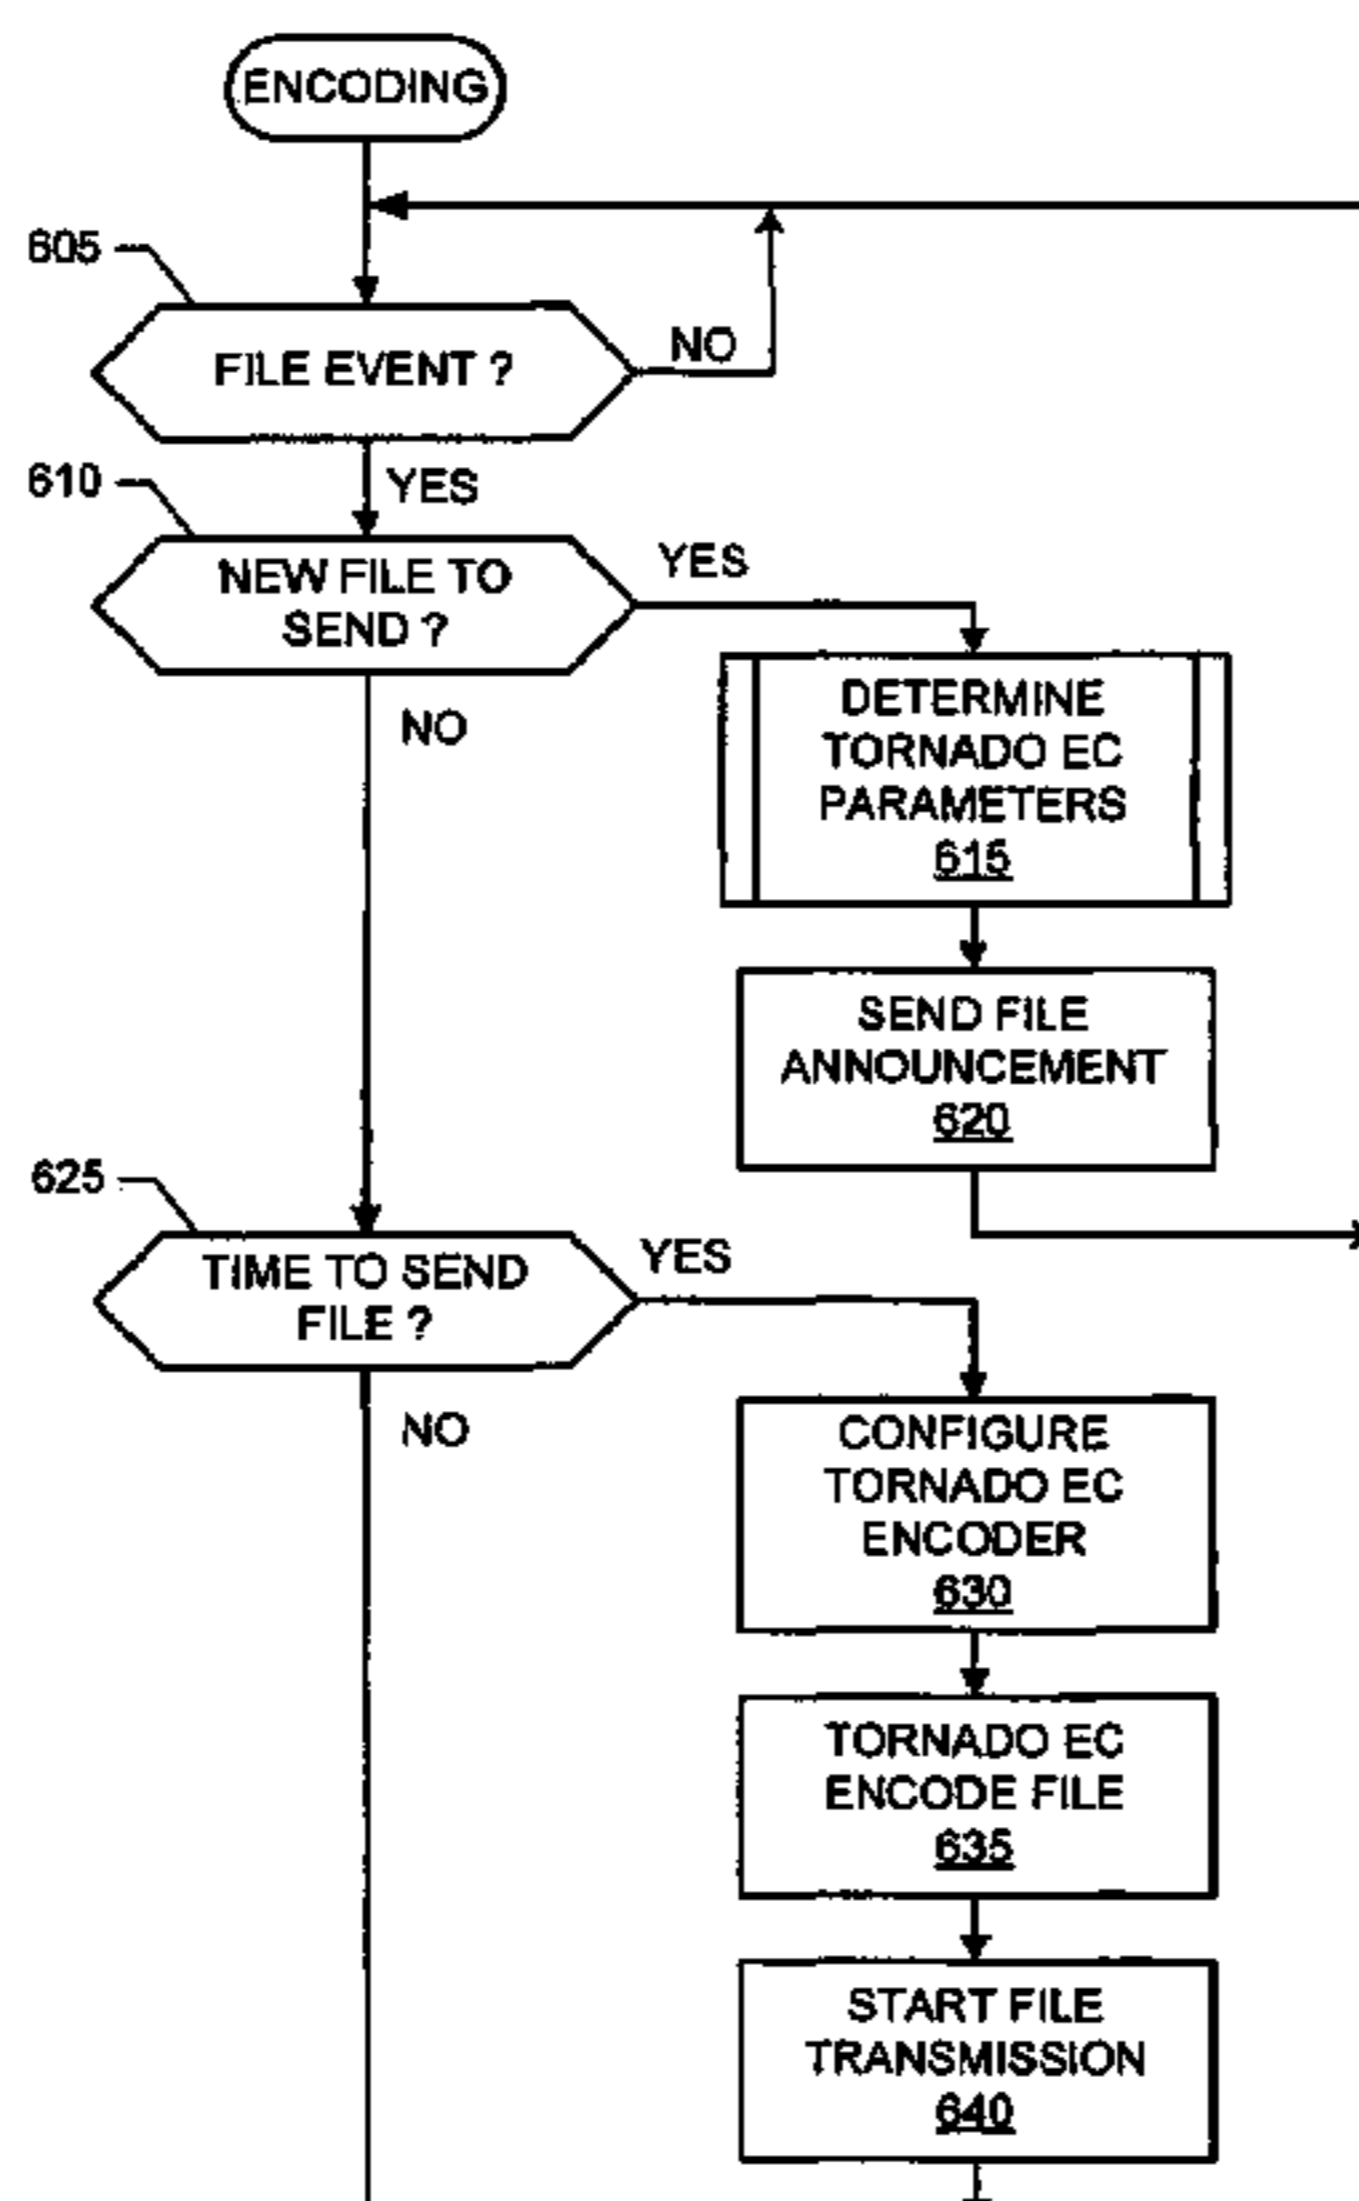 ENCODING
605
FILE EVENT ?
NO
YES
610
NEW FILE TO
SEND ?
YES
NO
DETERMINE
TORNADO EC
PARAMETERS
615
SEND FILE
ANNOUNCEMENT
620
625
TIME TO SEND
FILE ?
YES
NO
CONFIGURE
TORNADO EC
ENCODER
630
TORNADO EC
ENCODE FILE
635
START FILE
TRANSMISSION
640